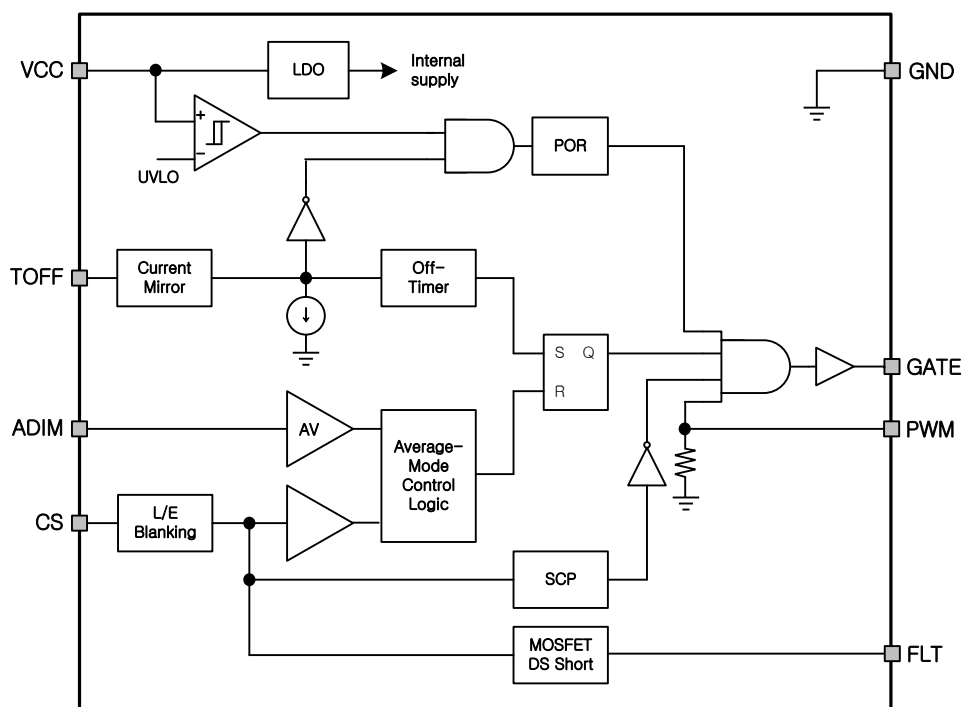 VCC
LDO
Internal
supply
GND
+
−
UVLO
POR
TOFF
Current
Mirror
Off−
Timer
S Q
R
GATE
ADIM
AV
Average−
Mode
Control
Logic
PWM
CS
L/E
Blanking
SCP
MOSFET
DS Short
FLT